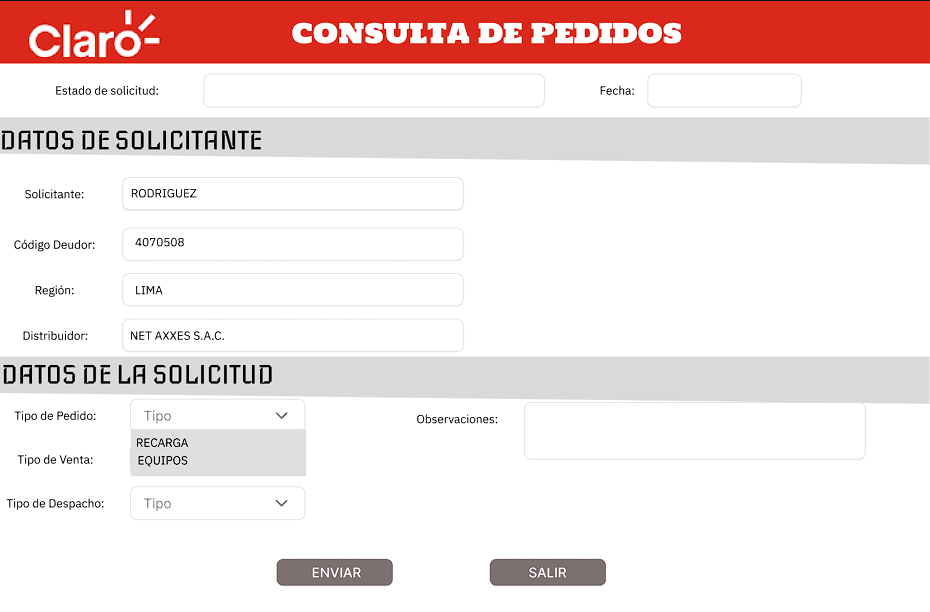 Claro
CONSULTA DE PEDIDOS
Estado de solicitud:
Fecha:
DATOS DE SOLICITANTE
Solicitante: RODRIGUEZ
Código Deudor: 4070508
Región: LIMA
Distribuidor: NET AXXES S.A.C.
DATOS DE LA SOLICITUD
Tipo de Pedido: Tipo
Observaciones:
RECARGA
Tipo de Venta: EQUIPOS
Tipo de Despacho: Tipo
ENVIAR
SALIR